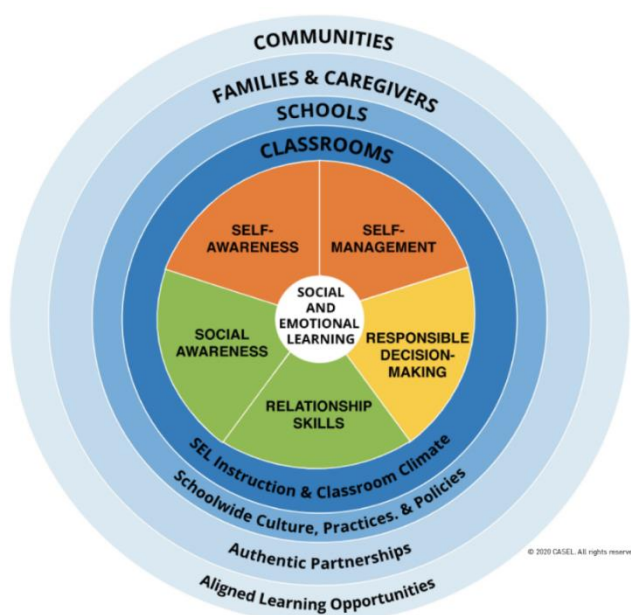 COMMUNITIES
FAMILIES & CAREGIVERS
SCHOOLS
CLASSROOMS
SELF-
AWARENESS
SELF-
MANAGEMENT
SOCIAL
AND
EMOTIONAL
LEARNING
SOCIAL
AWARENESS
RESPONSIBLE
DECISION-
MAKING
RELATIONSHIP
SKILLS
SEL Instruction & Classroom Climate
Schoolwide Culture, Practices. & Policies
Authentic Partnerships
Aligned Learning Opportunities
© 2020 CASEL. All rights reserve